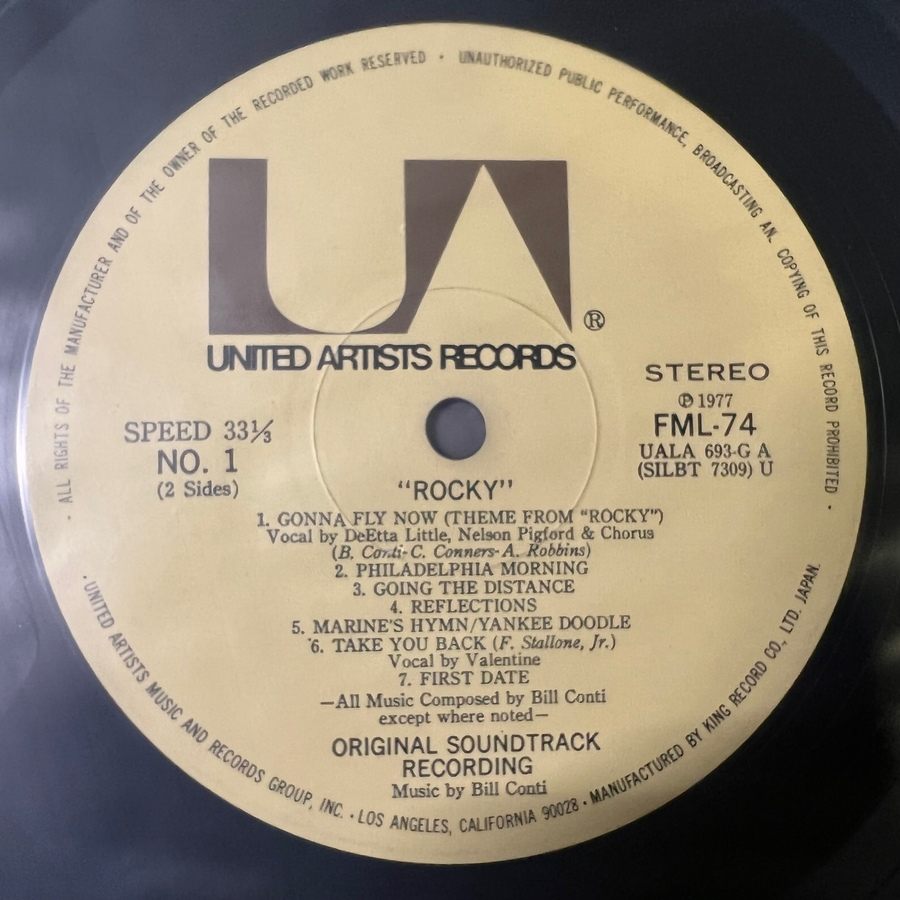 · ALL RIGHTS OF THE MANUFACTURER AND OF THE OWNER OF THE RECORDED WORK RESERVED · UNAUTHORIZED PUBLIC PERFORMANCE, BROADCASTING AN. COPYING OF THIS RECORD PROHIBITED ·
UA ®
UNITED ARTISTS RECORDS
STEREO
SPEED 33⅓
NO. 1
(2 Sides)
℗ 1977
FML-74
UALA 693-G A
(SILBT 7309) U
"ROCKY"
1. GONNA FLY NOW (THEME FROM "ROCKY")
Vocal by DeEtta Little, Nelson Pigford & Chorus
(B. Conti-C. Conners-A. Robbins)
2. PHILADELPHIA MORNING
3. GOING THE DISTANCE
4. REFLECTIONS
5. MARINE'S HYMN/YANKEE DOODLE
6. TAKE YOU BACK (F. Stallone, Jr.)
Vocal by Valentine
7. FIRST DATE
—All Music Composed by Bill Conti
except where noted—
ORIGINAL SOUNDTRACK
RECORDING
Music by Bill Conti
· UNITED ARTISTS MUSIC AND RECORDS GROUP, INC. · LOS ANGELES, CALIFORNIA 90028 · MANUFACTURED BY KING RECORD CO., LTD. JAPAN.